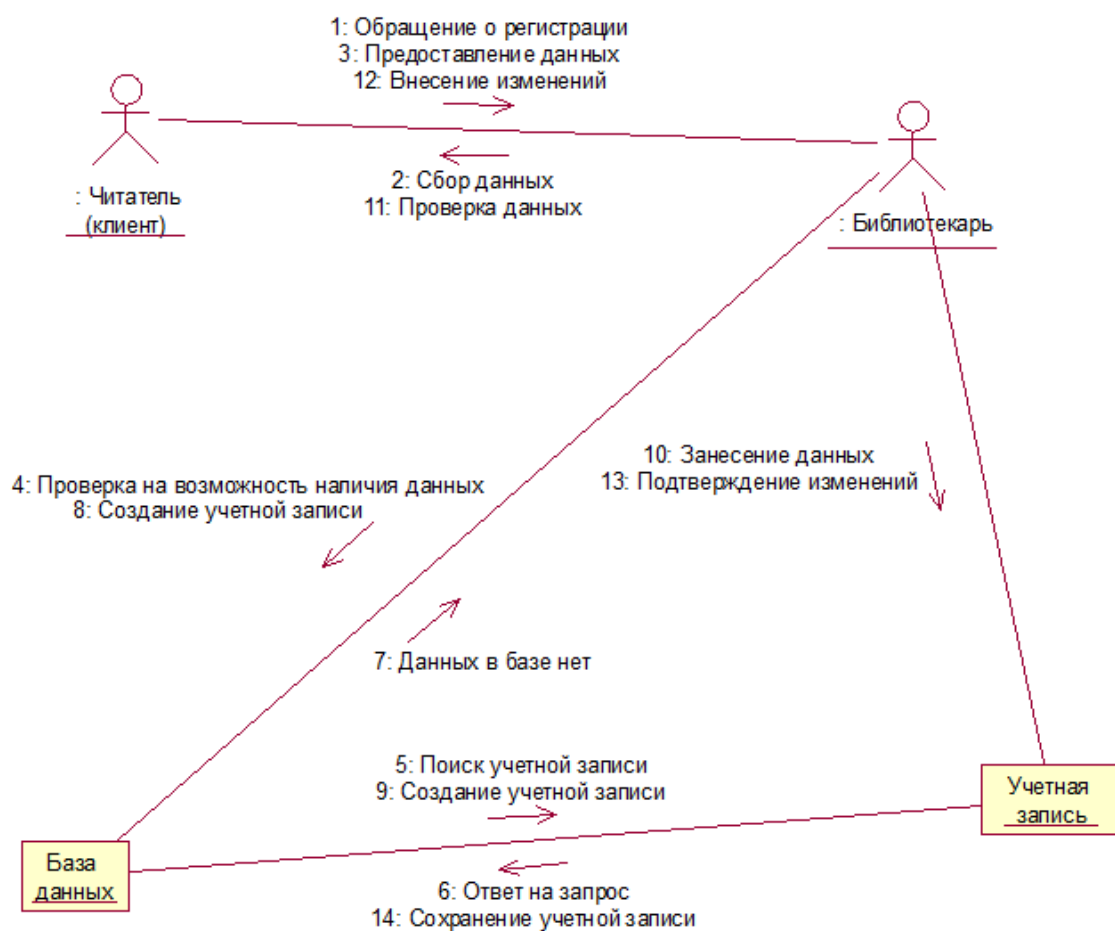 1: Обращение о регистрации
3: Предоставление данных
12: Внесение изменений
2: Сбор данных
11: Проверка данных
: Читатель
(клиент)
: Библиотекарь
10: Занесение данных
13: Подтверждение изменений
4: Проверка на возможность наличия данных
8: Создание учетной записи
7: Данных в базе нет
5: Поиск учетной записи
9: Создание учетной записи
Учетная
запись
База
данных
6: Ответ на запрос
14: Сохранение учетной записи